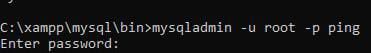 C:\xampp\mysql\bin>mysqladmin -u root -p ping
Enter password: